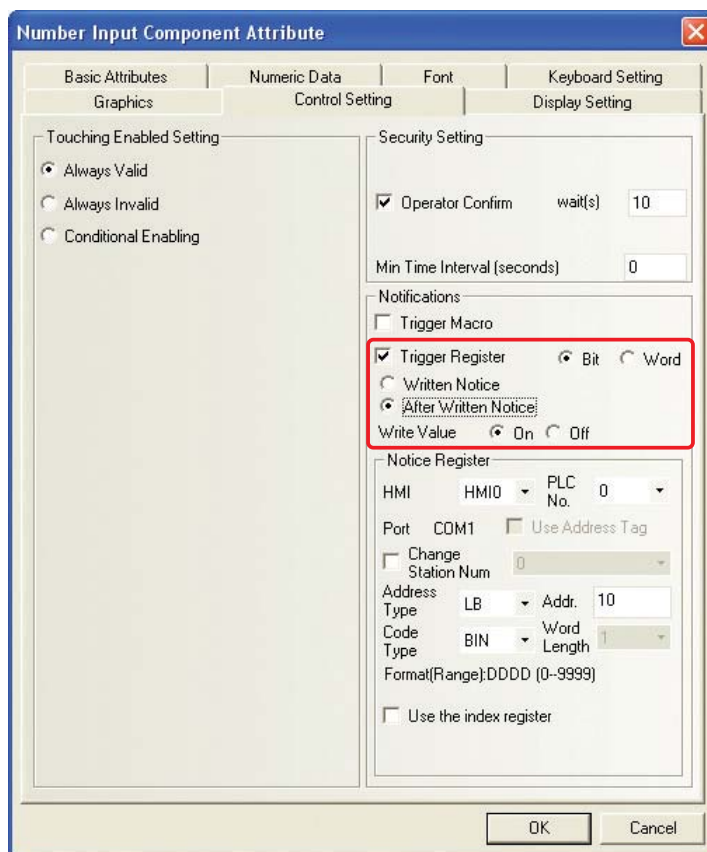 Number Input Component Attribute
Basic Attributes Numeric Data Font Keyboard Setting
Graphics Control Setting Display Setting
Touching Enabled Setting
Always Valid
Always Invalid
Conditional Enabling
Security Setting
Operator Confirm wait(s) 10
Min Time Interval (seconds) 0
Notifications
Trigger Macro
Trigger Register Bit Word
Written Notice
After Written Notice
Write Value On Off
Notice Register
HMI HMI0 PLC No. 0
Port COM1 Use Address Tag
Change Station Num 0
Address Type LB Addr. 10
Code Type BIN Word Length 1
Format(Range):DDDD (0--9999)
Use the index register
OK Cancel